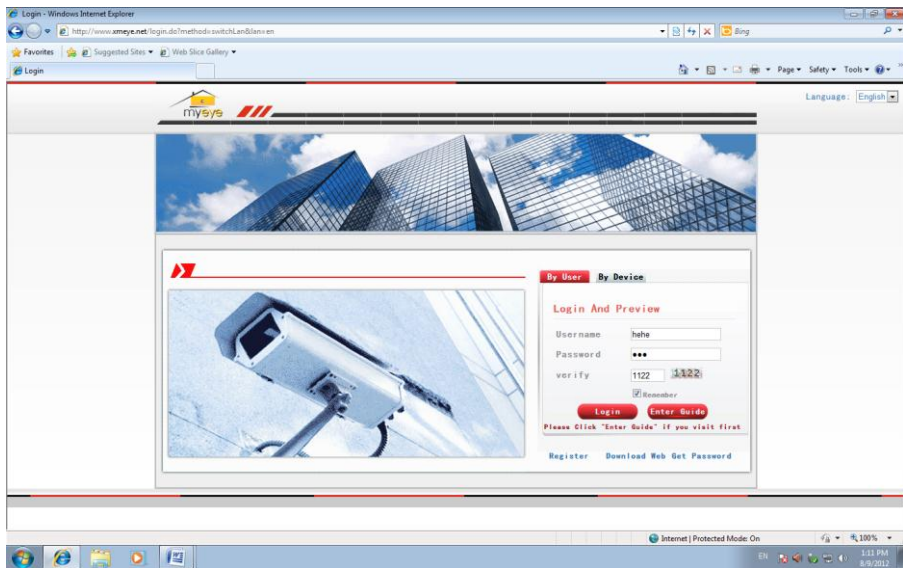 Login - Windows Internet Explorer
http://www.xmeye.net/login.do?method=switchLan&lan=en
Bing
Favorites Suggested Sites Web Slice Gallery
Login
Page Safety Tools
Language: English
myeye
By User By Device
Login And Preview
Username hehe
Password •••
verify 1122 1122
Remember
Login Enter Guide
Please Click "Enter Guide" if you visit first
Register Download Web Get Password
Internet | Protected Mode: On 100%
EN 1:11 PM
8/9/2012